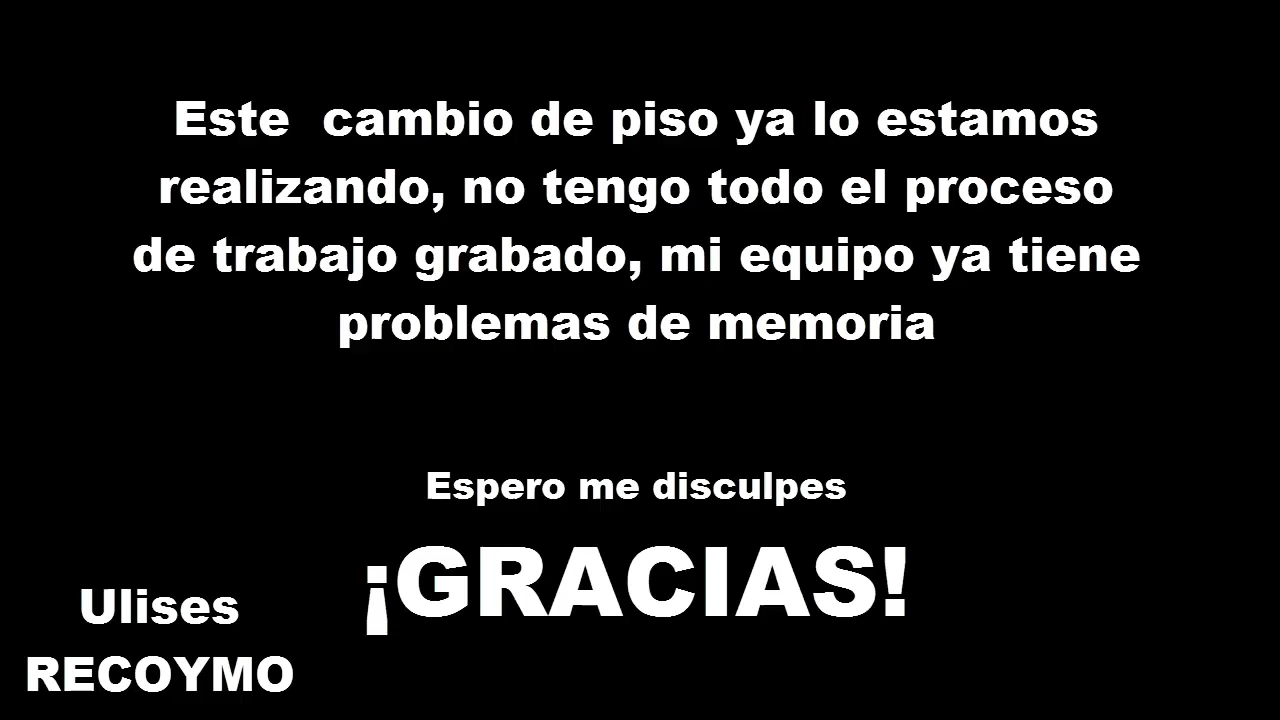 Este  cambio de piso ya lo estamos
realizando, no tengo todo el proceso
de trabajo grabado, mi equipo ya tiene
problemas de memoria
Espero me disculpes
¡GRACIAS!
Ulises
RECOYMO